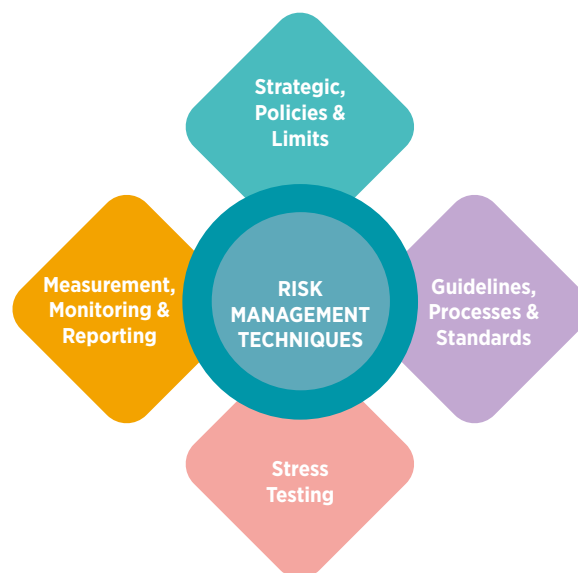 Strategic,
Policies &
Limits
Measurement,
Monitoring &
Reporting
RISK
MANAGEMENT
TECHNIQUES
Guidelines,
Processes &
Standards
Stress
Testing